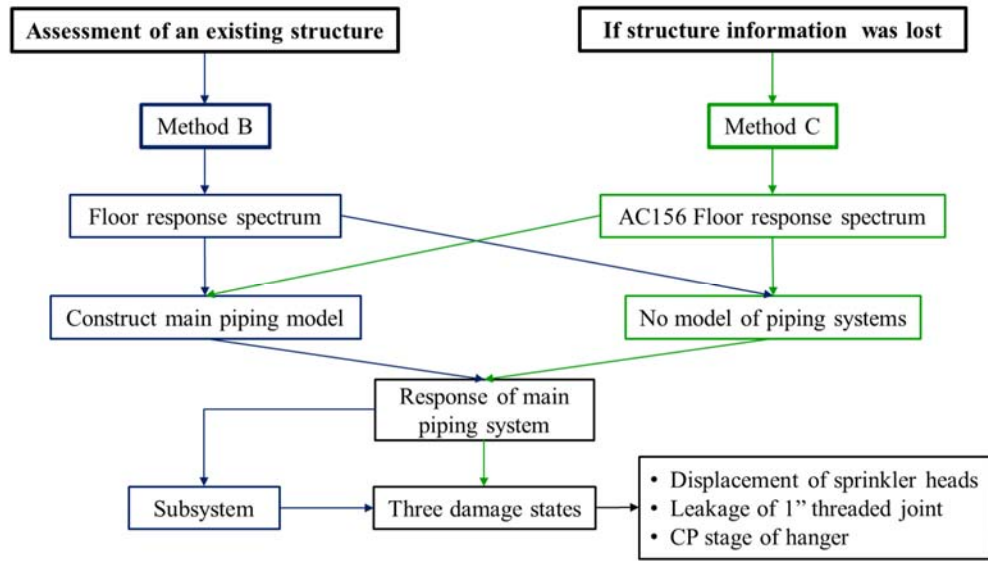 Assessment of an existing structure
If structure information was lost
Method B
Method C
Floor response spectrum
AC156 Floor response spectrum
Construct main piping model
No model of piping systems
Response of main
piping system
Subsystem
Three damage states
• Displacement of sprinkler heads
• Leakage of 1” threaded joint
• CP stage of hanger